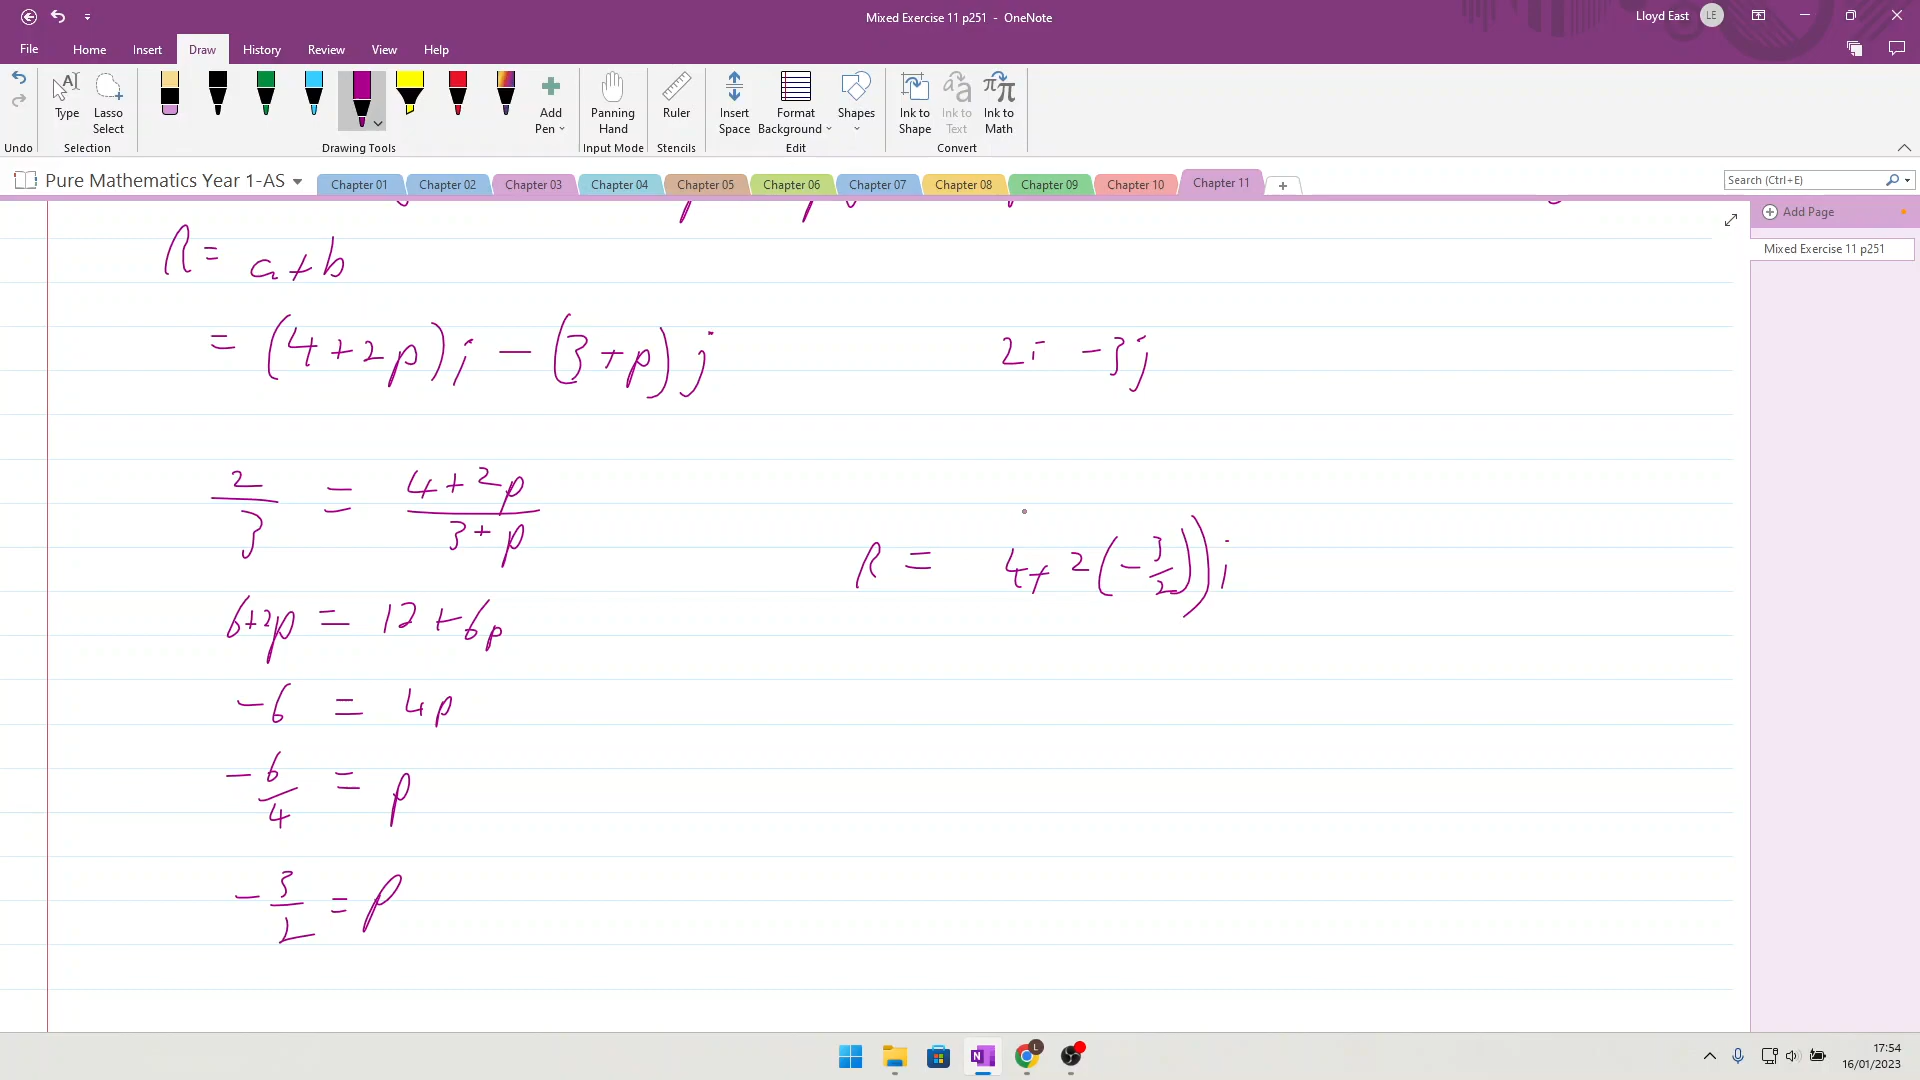 Mixed Exercise 11 p251 - OneNote
Lloyd East LE
File Home Insert Draw History Review View Help
Type Lasso Select Add Pen Panning Hand Ruler Insert Space Format Background Shapes Ink to Shape Ink to Text Ink to Math
Undo Selection Drawing Tools Input Mode Stencils Edit Convert
Pure Mathematics Year 1-AS Chapter 01 Chapter 02 Chapter 03 Chapter 04 Chapter 05 Chapter 06 Chapter 07 Chapter 08 Chapter 09 Chapter 10 Chapter 11 Search (Ctrl+E)
Add Page
Mixed Exercise 11 p251
R = a + b
= (4 + 2p) i - (3 + p) j
2i - 3j
2/3 = (4 + 2p)/(3 + p)
R = 4 + 2(-3/2)) i
6+2p = 12 + 6p
-6 = 4p
-6/4 = p
-3/2 = p
17:54
16/01/2023